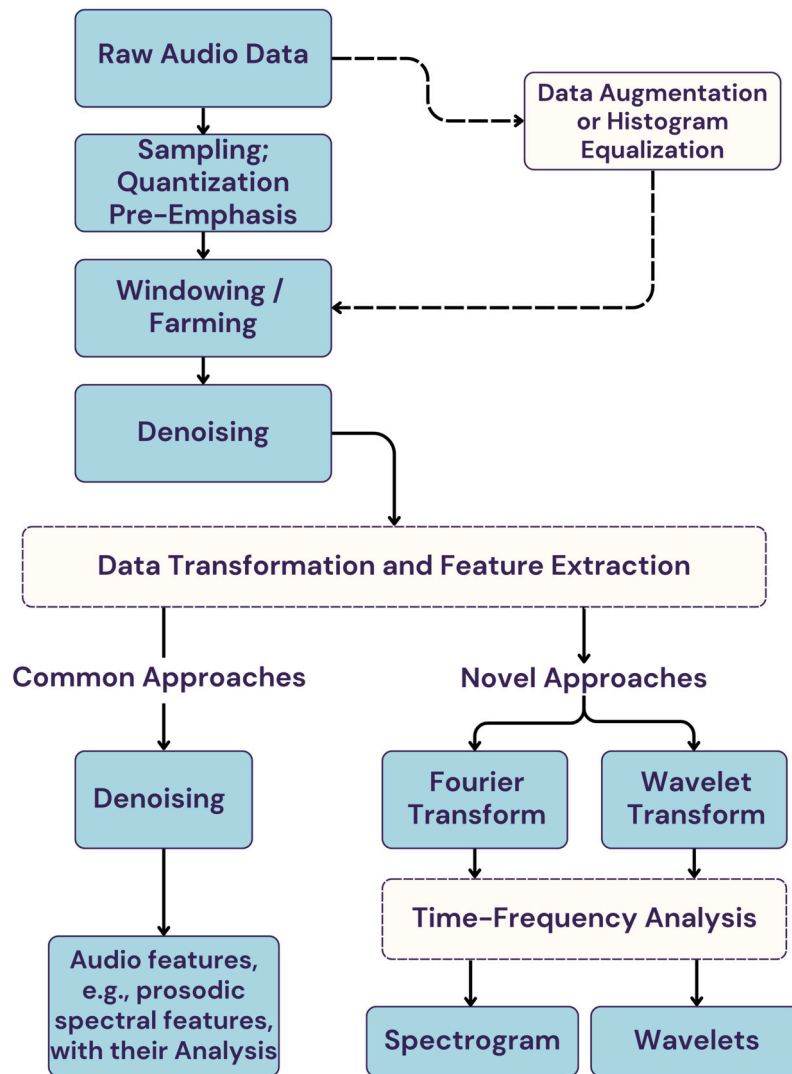 Raw Audio Data
Data Augmentation
or Histogram
Equalization
Sampling;
Quantization
Pre-Emphasis
Windowing /
Farming
Denoising
Data Transformation and Feature Extraction
Common Approaches
Novel Approaches
Denoising
Fourier
Transform
Wavelet
Transform
Time-Frequency Analysis
Audio features,
e.g., prosodic
spectral features,
with their Analysis
Spectrogram
Wavelets